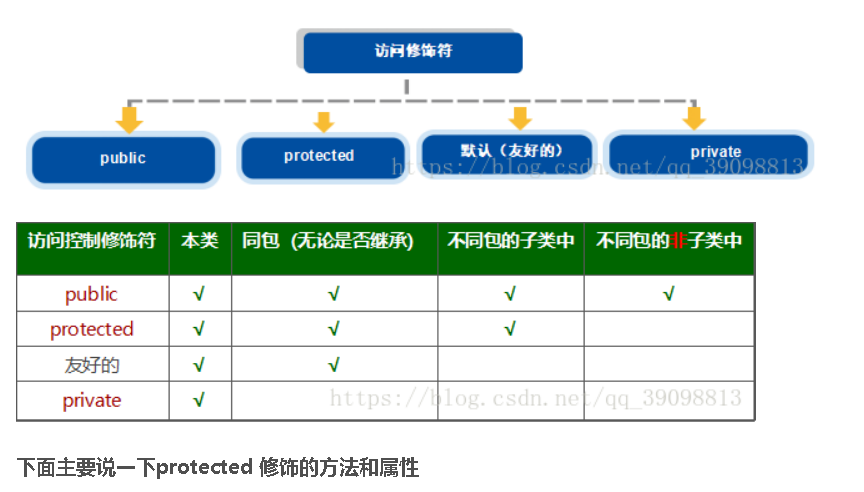 访问修饰符
public
protected
默认（友好的）
private
https://blog.csdn.net/qq_39098813
访问控制修饰符 本类 同包 (无论是否继承) 不同包的子类中 不同包的非子类中
public √ √ √ √
protected √ √ √
友好的 √ √
private √
https://blog.csdn.net/qq_39098813
下面主要说一下protected 修饰的方法和属性